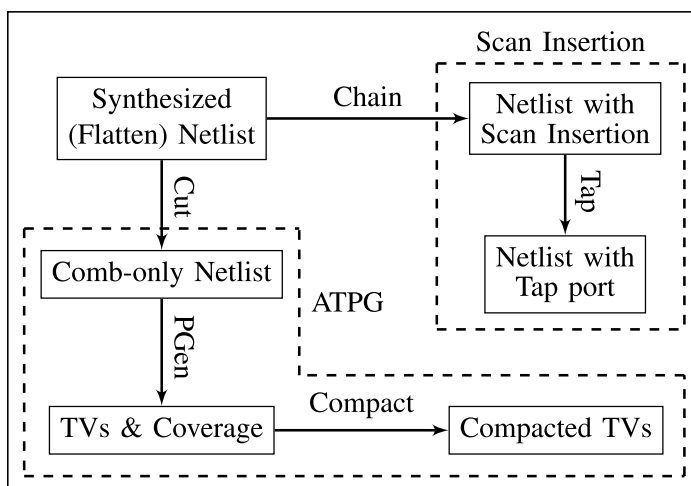 Scan Insertion
Synthesized
(Flatten) Netlist
Chain
Netlist with
Scan Insertion
Cut
Tap
Comb-only Netlist
Netlist with
Tap port
ATPG
PGen
TVs & Coverage
Compact
Compacted TVs